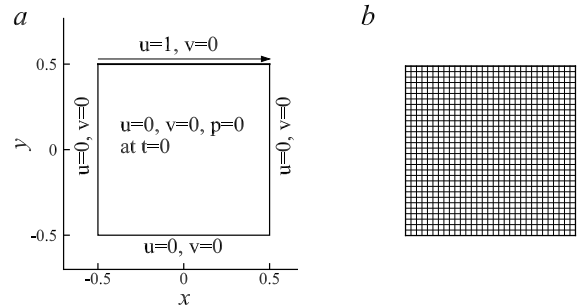 a
u=1, v=0
0.5
u=0, v=0
u=0, v=0, p=0
at t=0
u=0, v=0
y
0
-0.5
u=0, v=0
-0.5
0
0.5
x
b